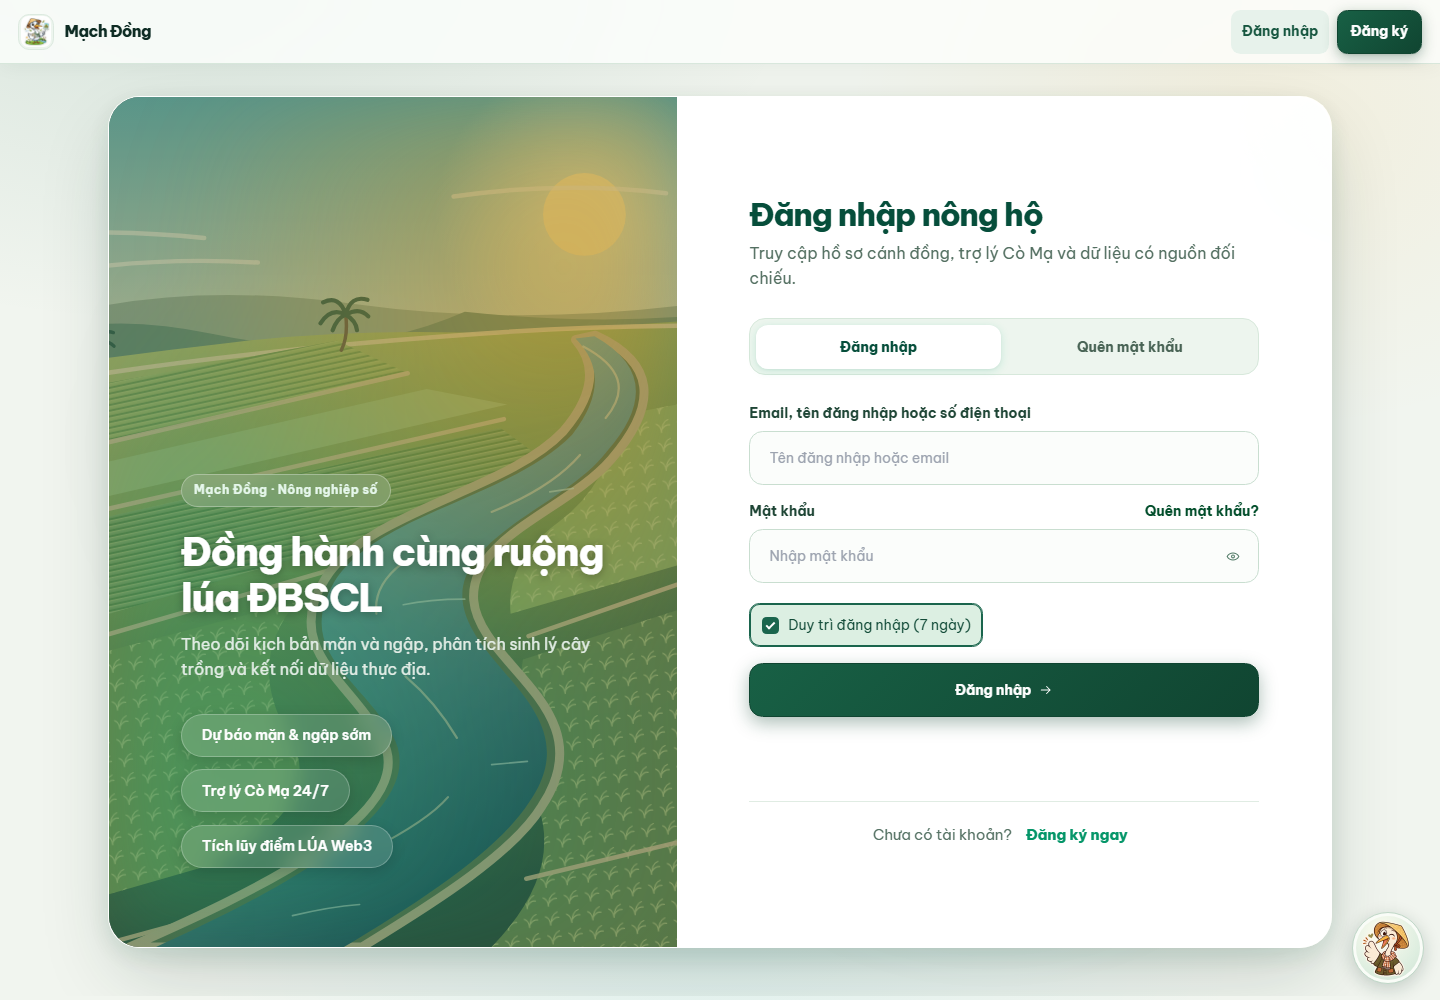 Mạch Đồng
Đăng nhập
Đăng ký
Mạch Đồng · Nông nghiệp số
Đồng hành cùng ruộng
lúa ĐBSCL
Theo dõi kịch bản mặn và ngập, phân tích sinh lý cây
trồng và kết nối dữ liệu thực địa.
Dự báo mặn & ngập sớm
Trợ lý Cò Mạ 24/7
Tích lũy điểm LÚA Web3
Đăng nhập nông hộ
Truy cập hồ sơ cánh đồng, trợ lý Cò Mạ và dữ liệu có nguồn đối
chiếu.
Đăng nhập
Quên mật khẩu
Email, tên đăng nhập hoặc số điện thoại
Tên đăng nhập hoặc email
Mật khẩu
Quên mật khẩu?
Nhập mật khẩu
Duy trì đăng nhập (7 ngày)
Đăng nhập →
Chưa có tài khoản? Đăng ký ngay